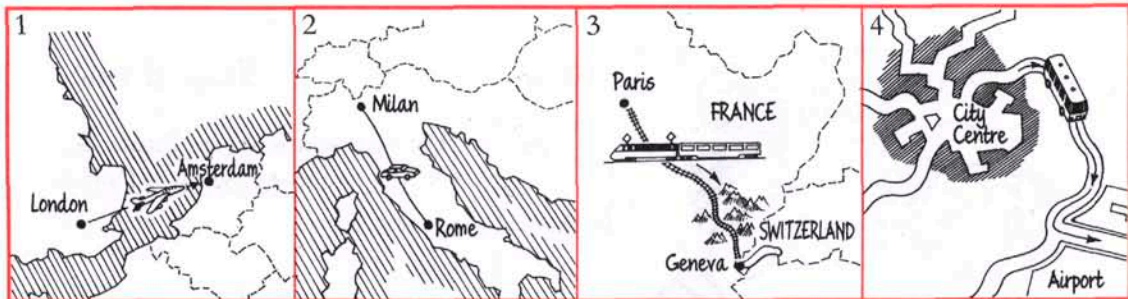 1
London
Amsterdam
2
Milan
Rome
3
Paris
FRANCE
SWITZERLAND
Geneva
4
City
Centre
Airport